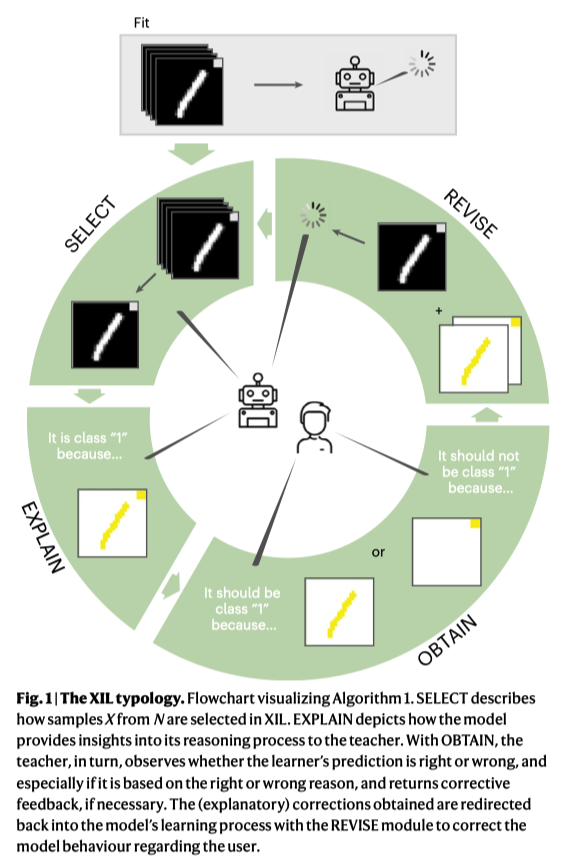 Fit
SELECT
REVISE
+
It is class "1"
because...
It should not
be class "1"
because...
EXPLAIN
or
It should be
class "1"
because...
OBTAIN
Fig. 1 | The XIL typology. Flowchart visualizing Algorithm 1. SELECT describes
how samples X from N are selected in XIL. EXPLAIN depicts how the model
provides insights into its reasoning process to the teacher. With OBTAIN, the
teacher, in turn, observes whether the learner's prediction is right or wrong, and
especially if it is based on the right or wrong reason, and returns corrective
feedback, if necessary. The (explanatory) corrections obtained are redirected
back into the model's learning process with the REVISE module to correct the
model behaviour regarding the user.